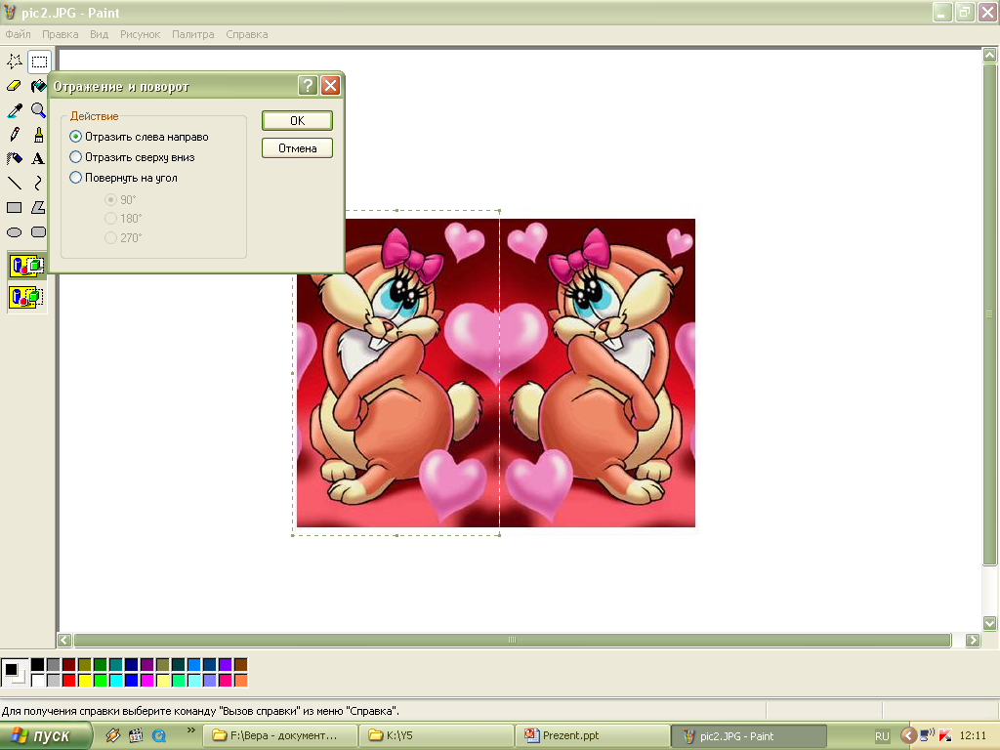 pic2.JPG - Paint
Файл Правка Вид Рисунок Палитра Справка
Отражение и поворот
Действие
Отразить слева направо
Отразить сверху вниз
Повернуть на угол
90°
180°
270°
OK
Отмена
A
Для получения справки выберите команду "Вызов справки" из меню "Справка".
пуск
»
F:\Вера - документ...
K:\У5
Prezent.ppt
pic2.JPG - Paint
RU
12:11